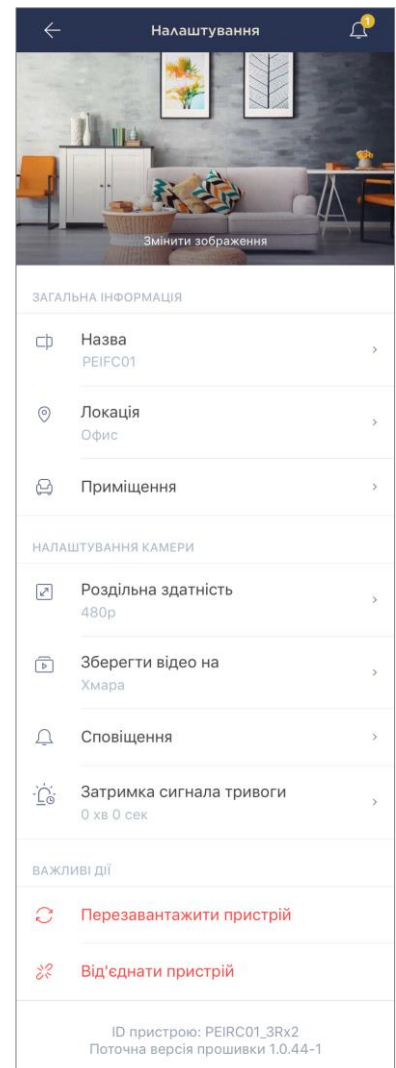 Налаштування
1
Змінити зображення
ЗАГАЛЬНА ІНФОРМАЦІЯ
Назва
PEIFC01
Локація
Офис
Приміщення
НАЛАШТУВАННЯ КАМЕРИ
Роздільна здатність
480p
Зберегти відео на
Хмара
Сповіщення
Затримка сигнала тривоги
0 хв 0 сек
ВАЖЛИВІ ДІЇ
Перезавантажити пристрій
Від'єднати пристрій
ID пристрою: PEIRC01_3Rx2
Поточна версія прошивки 1.0.44-1